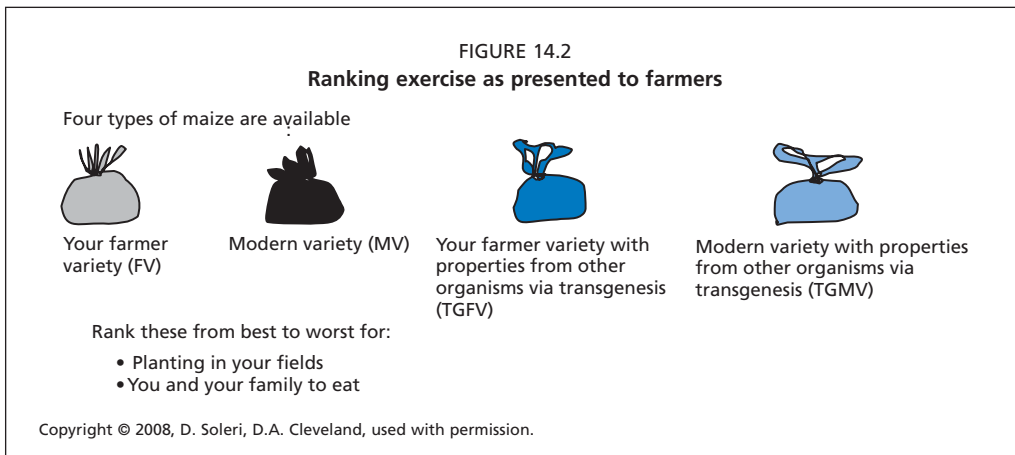 FIGURE 14.2
Ranking exercise as presented to farmers
Four types of maize are available
Your farmer
variety (FV)
Modern variety (MV)
Your farmer variety with
properties from other
organisms via transgenesis
(TGFV)
Modern variety with properties
from other organisms via
transgenesis (TGMV)
Rank these from best to worst for:
• Planting in your fields
• You and your family to eat
Copyright © 2008, D. Soleri, D.A. Cleveland, used with permission.